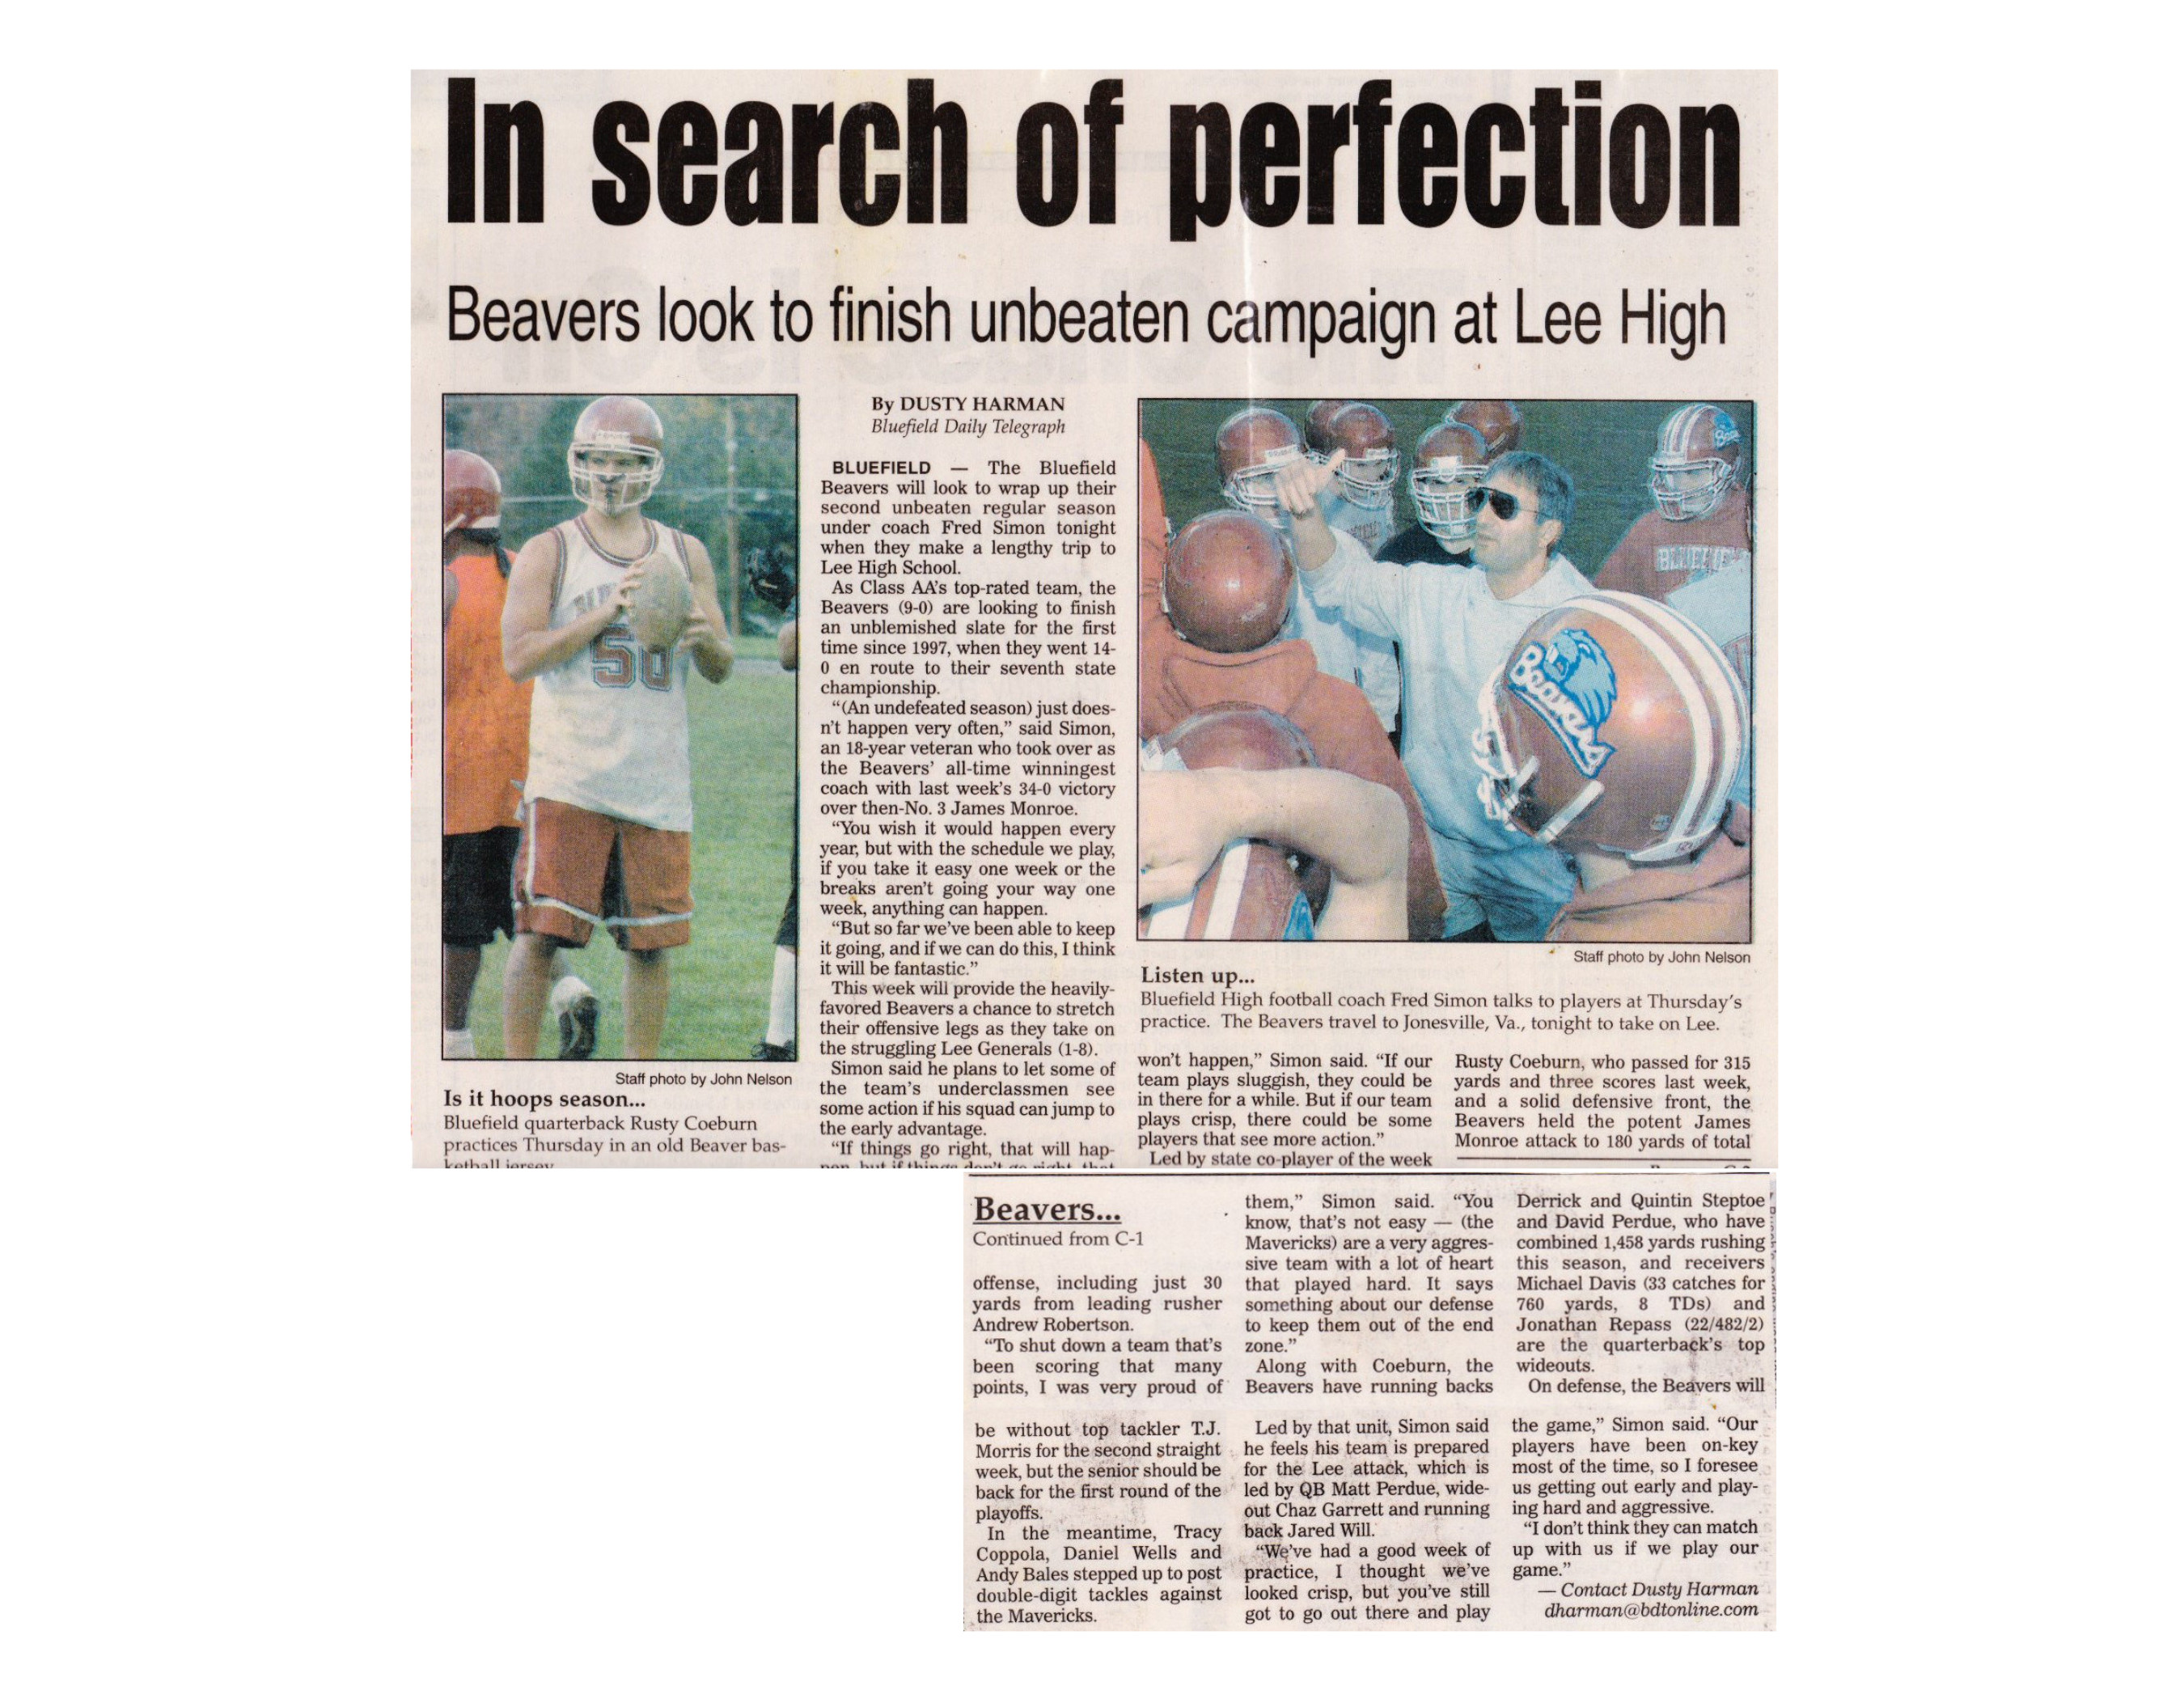 In search of perfection
Beavers look to finish unbeaten campaign at Lee High
50
Staff photo by John Nelson
Is it hoops season...
Bluefield quarterback Rusty Coeburn
practices Thursday in an old Beaver bas-
ketball jersey
By DUSTY HARMAN
Bluefield Daily Telegraph
BLUEFIELD — The Bluefield
Beavers will look to wrap up their
second unbeaten regular season
under coach Fred Simon tonight
when they make a lengthy trip to
Lee High School.
As Class AA's top-rated team, the
Beavers (9-0) are looking to finish
an unblemished slate for the first
time since 1997, when they went 14-
0 en route to their seventh state
championship.
"(An undefeated season) just does-
n't happen very often," said Simon,
an 18-year veteran who took over as
the Beavers' all-time winningest
coach with last week's 34-0 victory
over then-No. 3 James Monroe.
"You wish it would happen every
year, but with the schedule we play,
if you take it easy one week or the
breaks aren't going your way one
week, anything can happen.
"But so far we've been able to keep
it going, and if we can do this, I think
it will be fantastic."
This week will provide the heavily-
favored Beavers a chance to stretch
their offensive legs as they take on
the struggling Lee Generals (1-8).
Simon said he plans to let some of
the team's underclassmen see
some action if his squad can jump to
the early advantage.
"If things go right, that will hap-
pen, but if things don't go right, that
Beavers
BLUEFIELD
Staff photo by John Nelson
Listen up...
Bluefield High football coach Fred Simon talks to players at Thursday's
practice. The Beavers travel to Jonesville, Va., tonight to take on Lee.
won't happen," Simon said. "If our
team plays sluggish, they could be
in there for a while. But if our team
plays crisp, there could be some
players that see more action."
Led by state co-player of the week
Rusty Coeburn, who passed for 315
yards and three scores last week,
and a solid defensive front, the
Beavers held the potent James
Monroe attack to 180 yards of total
Beavers...
Continued from C-1
offense, including just 30
yards from leading rusher
Andrew Robertson.
"To shut down a team that's
been scoring that many
points, I was very proud of
them," Simon said. "You
know, that's not easy — (the
Mavericks) are a very aggres-
sive team with a lot of heart
that played hard. It says
something about our defense
to keep them out of the end
zone."
Along with Coeburn, the
Beavers have running backs
Derrick and Quintin Steptoe
and David Perdue, who have
combined 1,458 yards rushing
this season, and receivers
Michael Davis (33 catches for
760 yards, 8 TDs) and
Jonathan Repass (22/482/2)
are the quarterback's top
wideouts.
On defense, the Beavers will
be without top tackler T.J.
Morris for the second straight
week, but the senior should be
back for the first round of the
playoffs.
In the meantime, Tracy
Coppola, Daniel Wells and
Andy Bales stepped up to post
double-digit tackles against
the Mavericks.
Led by that unit, Simon said
he feels his team is prepared
for the Lee attack, which is
led by QB Matt Perdue, wide-
out Chaz Garrett and running
back Jared Will.
"We've had a good week of
practice, I thought we've
looked crisp, but you've still
got to go out there and play
the game," Simon said. "Our
players have been on-key
most of the time, so I foresee
us getting out early and play-
ing hard and aggressive.
"I don't think they can match
up with us if we play our
game."
— Contact Dusty Harman
dharman@bdtonline.com